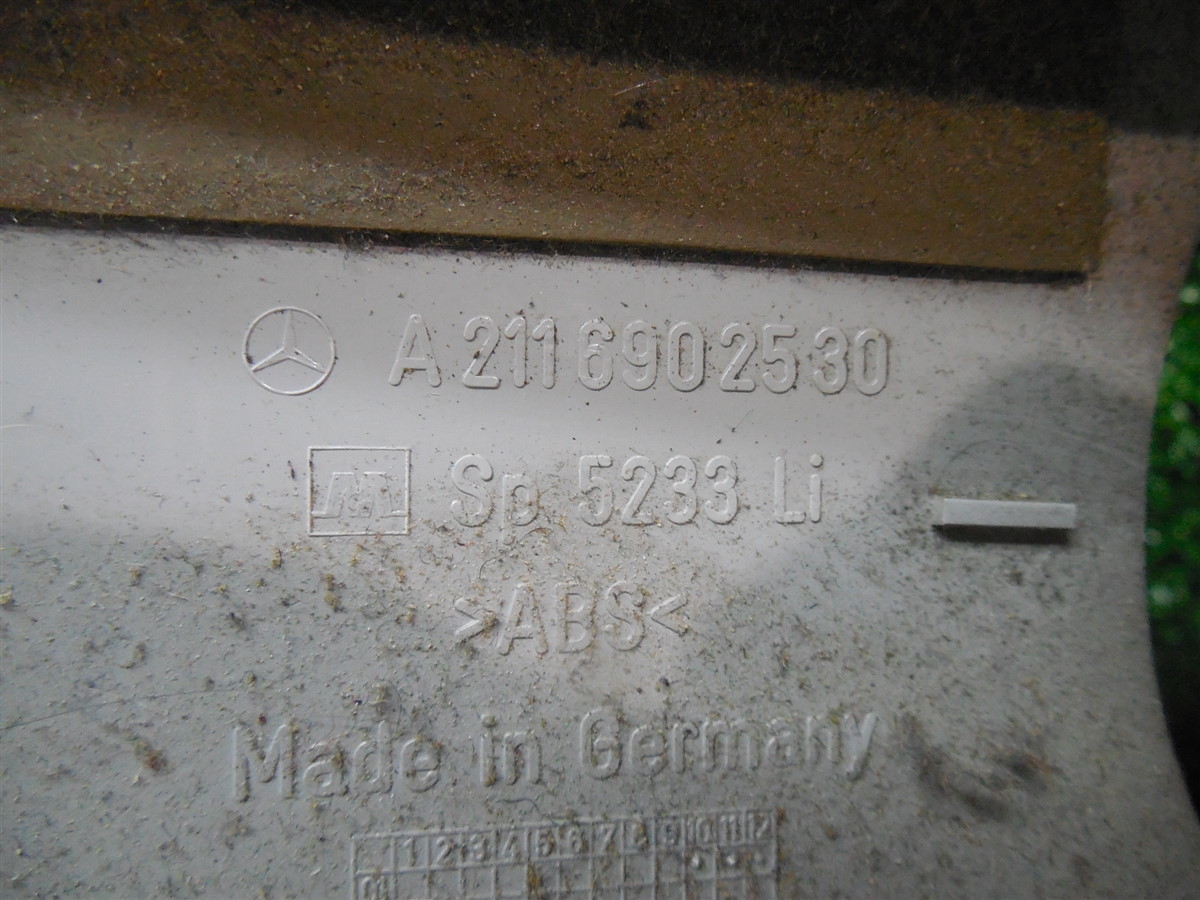 A 211 690 25 30
Sp 5233 Li
>ABS<
Made in Germany
1 2 3 4 5 6 7 8 9 10 11 12
01